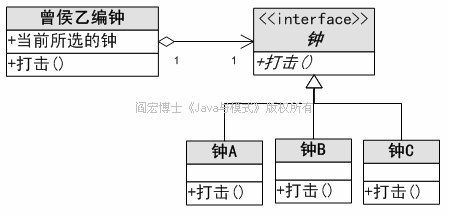 曾侯乙编钟
+当前所选的钟
+打击()
1
1
<<interface>>
钟
+打击()
阎宏博士《Java与模式》版权所有
钟A
+打击()
钟B
+打击()
钟C
+打击()